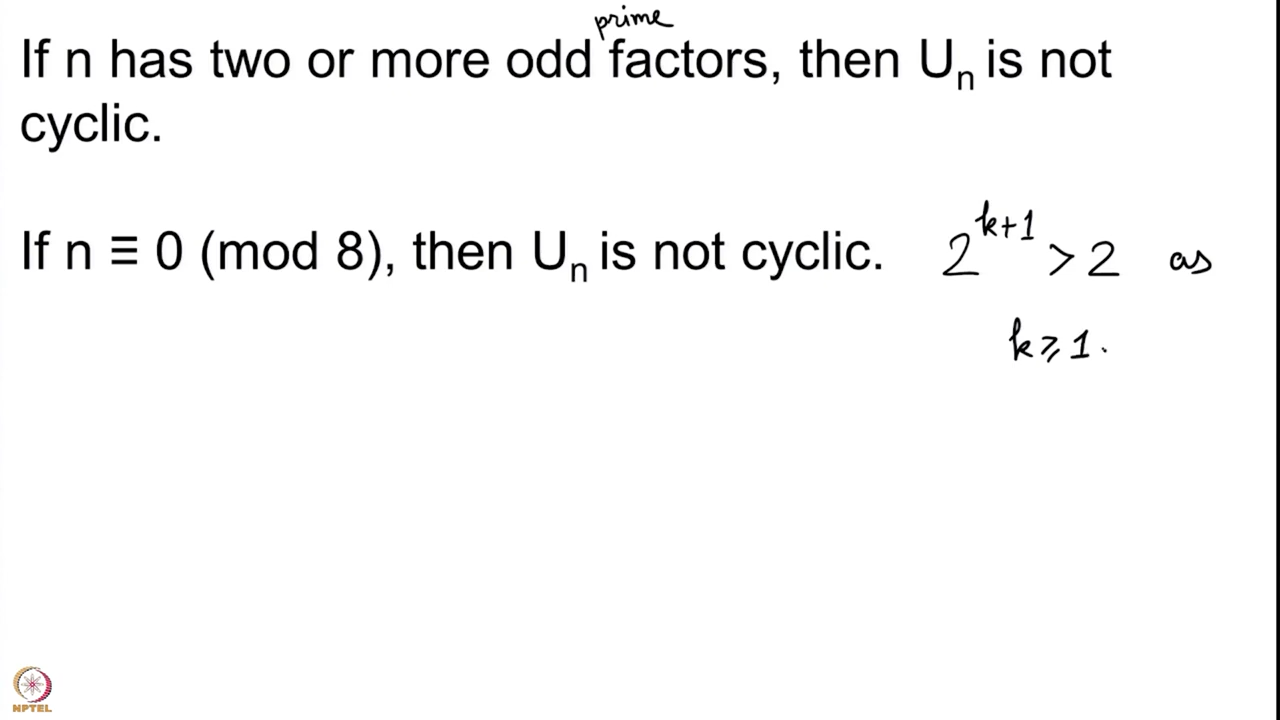 prime
If n has two or more odd factors, then Uₙ is not
cyclic.
If n ≡ 0 (mod 8), then Uₙ is not cyclic. 2^{k+1} > 2 as
k ⩾ 1.
NPTEL